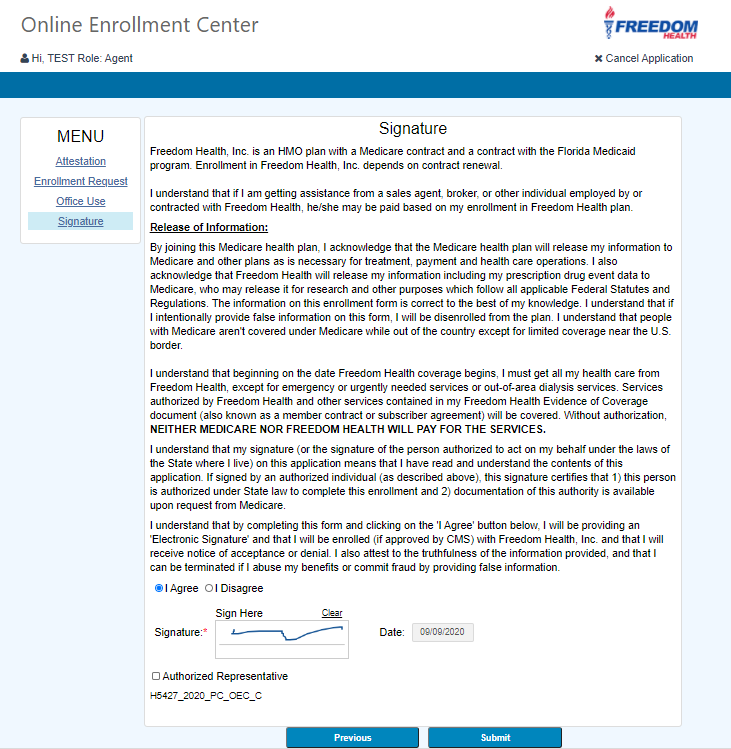 Online Enrollment Center
FREEDOM
HEALTH
Hi, TEST Role: Agent
Cancel Application
MENU
Attestation
Enrollment Request
Office Use
Signature
Signature
Freedom Health, Inc. is an HMO plan with a Medicare contract and a contract with the Florida Medicaid
program. Enrollment in Freedom Health, Inc. depends on contract renewal.
I understand that if I am getting assistance from a sales agent, broker, or other individual employed by or
contracted with Freedom Health, he/she may be paid based on my enrollment in Freedom Health plan.
Release of Information:
By joining this Medicare health plan, I acknowledge that the Medicare health plan will release my information to
Medicare and other plans as is necessary for treatment, payment and health care operations. I also
acknowledge that Freedom Health will release my information including my prescription drug event data to
Medicare, who may release it for research and other purposes which follow all applicable Federal Statutes and
Regulations. The information on this enrollment form is correct to the best of my knowledge. I understand that if
I intentionally provide false information on this form, I will be disenrolled from the plan. I understand that people
with Medicare aren't covered under Medicare while out of the country except for limited coverage near the U.S.
border.
I understand that beginning on the date Freedom Health coverage begins, I must get all my health care from
Freedom Health, except for emergency or urgently needed services or out-of-area dialysis services. Services
authorized by Freedom Health and other services contained in my Freedom Health Evidence of Coverage
document (also known as a member contract or subscriber agreement) will be covered. Without authorization,
NEITHER MEDICARE NOR FREEDOM HEALTH WILL PAY FOR THE SERVICES.
I understand that my signature (or the signature of the person authorized to act on my behalf under the laws of
the State where I live) on this application means that I have read and understand the contents of this
application. If signed by an authorized individual (as described above), this signature certifies that 1) this person
is authorized under State law to complete this enrollment and 2) documentation of this authority is available
upon request from Medicare.
I understand that by completing this form and clicking on the 'I Agree' button below, I will be providing an
'Electronic Signature' and that I will be enrolled (if approved by CMS) with Freedom Health, Inc. and that I will
receive notice of acceptance or denial. I also attest to the truthfulness of the information provided, and that I
can be terminated if I abuse my benefits or commit fraud by providing false information.
I Agree I Disagree
Sign Here Clear
Signature:* Date: 09/09/2020
Authorized Representative
H5427_2020_PC_OEC_C
Previous Submit